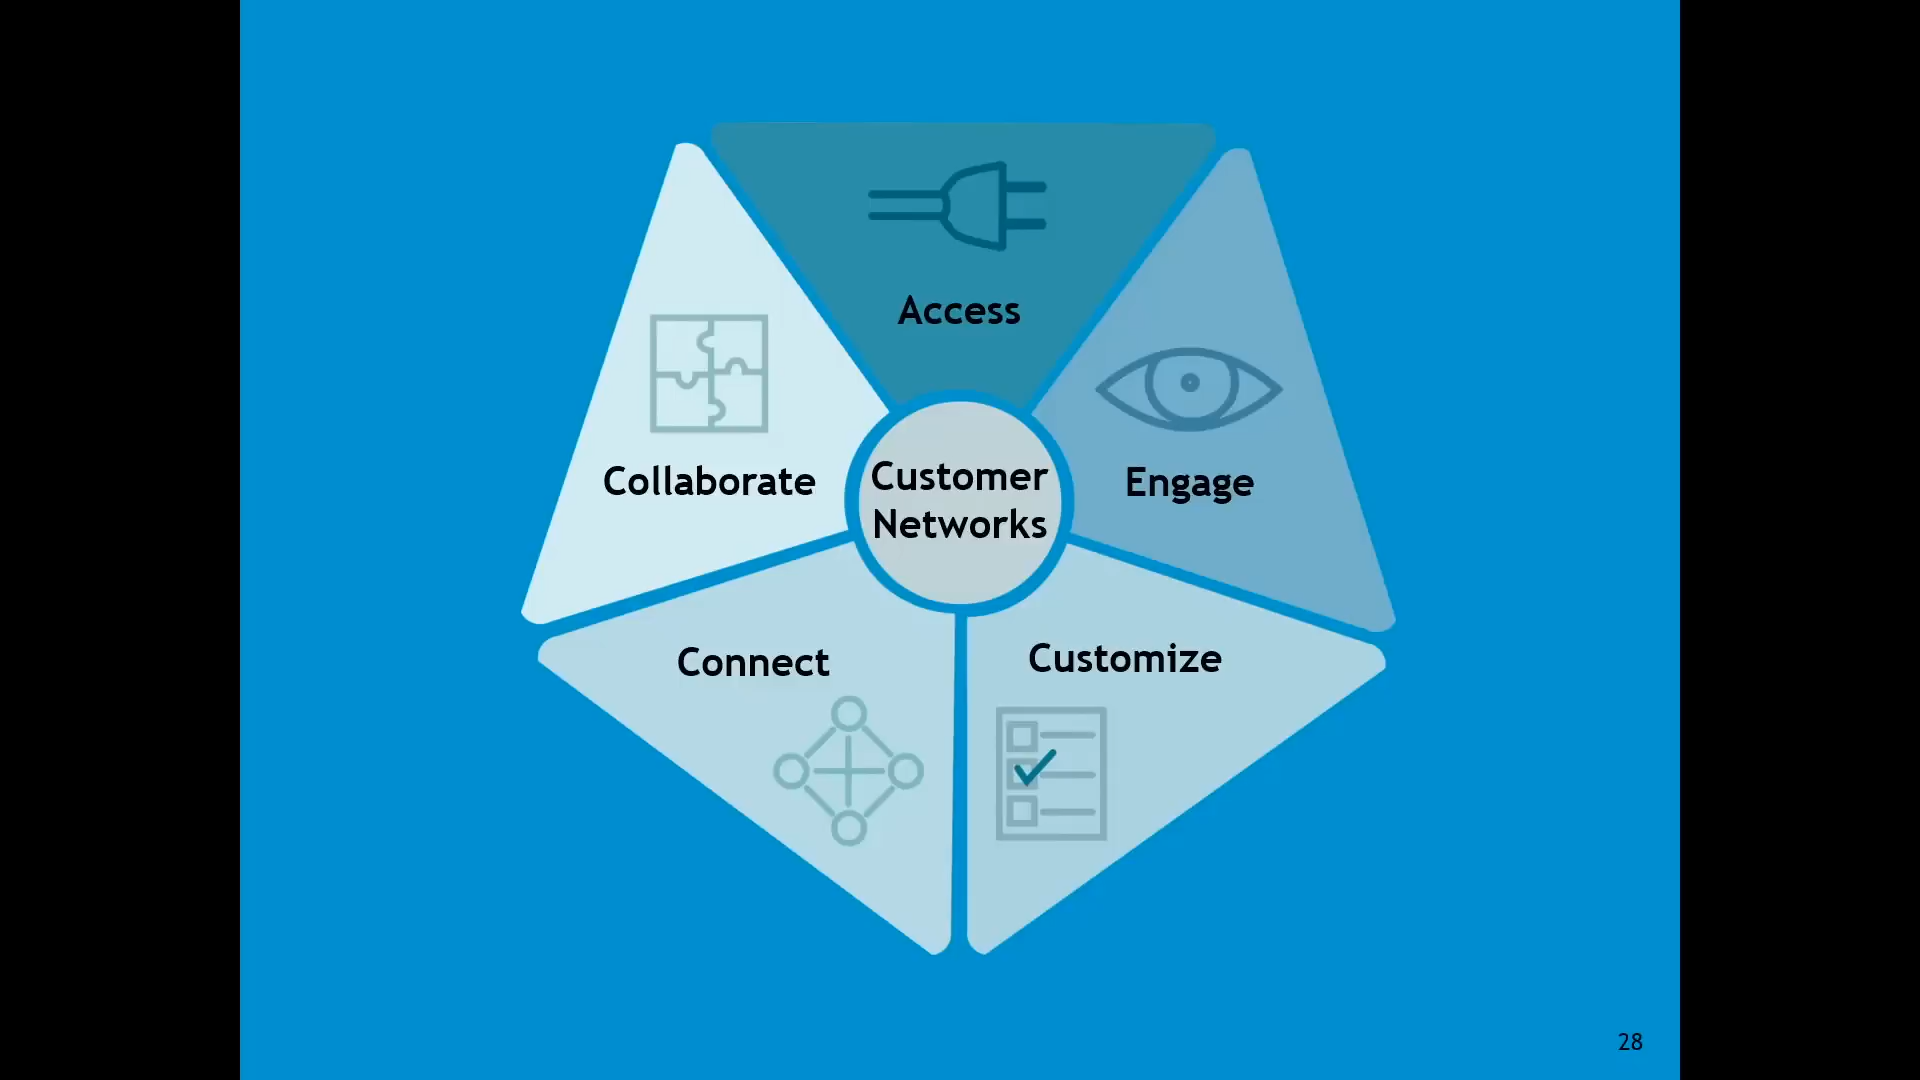 Access
Collaborate
Customer
Networks
Engage
Connect
Customize
28